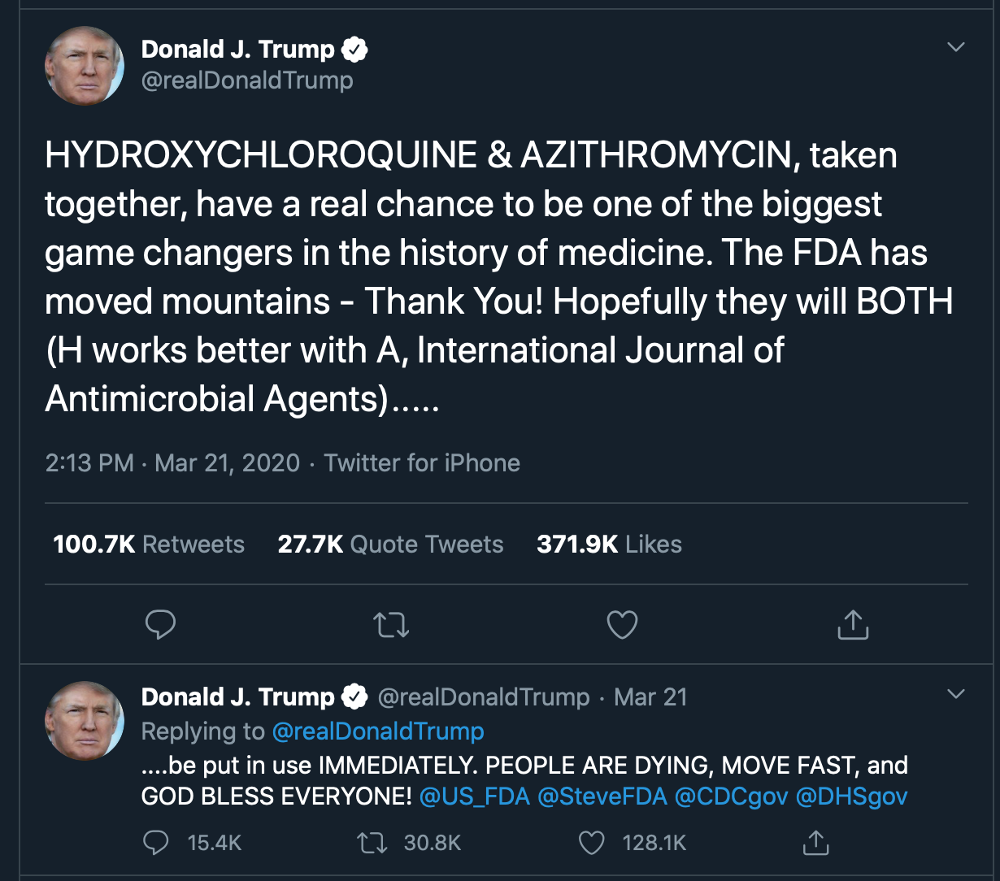 Donald J. Trump
@realDonaldTrump
HYDROXYCHLOROQUINE & AZITHROMYCIN, taken
together, have a real chance to be one of the biggest
game changers in the history of medicine. The FDA has
moved mountains - Thank You! Hopefully they will BOTH
(H works better with A, International Journal of
Antimicrobial Agents).....
2:13 PM · Mar 21, 2020 · Twitter for iPhone
100.7K Retweets 27.7K Quote Tweets 371.9K Likes
Donald J. Trump @realDonaldTrump · Mar 21
Replying to @realDonaldTrump
....be put in use IMMEDIATELY. PEOPLE ARE DYING, MOVE FAST, and
GOD BLESS EVERYONE! @US_FDA @SteveFDA @CDCgov @DHSgov
15.4K 30.8K 128.1K